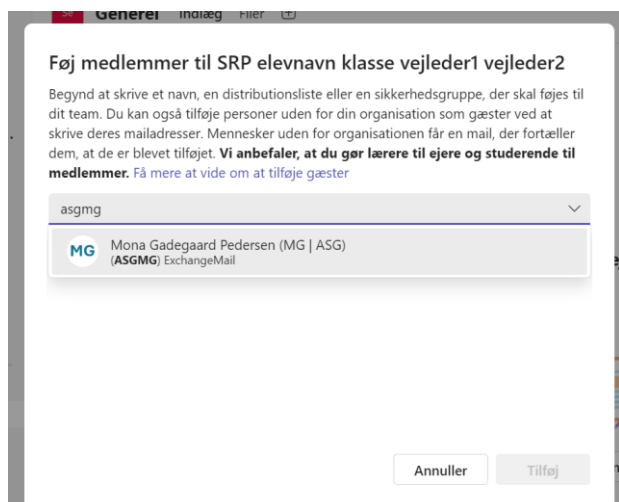 Se Generel Indlæg Filer
Føj medlemmer til SRP elevnavn klasse vejleder1 vejleder2
Begynd at skrive et navn, en distributionsliste eller en sikkerhedsgruppe, der skal føjes til
dit team. Du kan også tilføje personer uden for din organisation som gæster ved at
skrive deres mailadresser. Mennesker uden for organisationen får en mail, der fortæller
dem, at de er blevet tilføjet. Vi anbefaler, at du gør lærere til ejere og studerende til
medlemmer. Få mere at vide om at tilføje gæster
asgmg
MG Mona Gadegaard Pedersen (MG | ASG)
(ASGMG) ExchangeMail
Annuller Tilføj